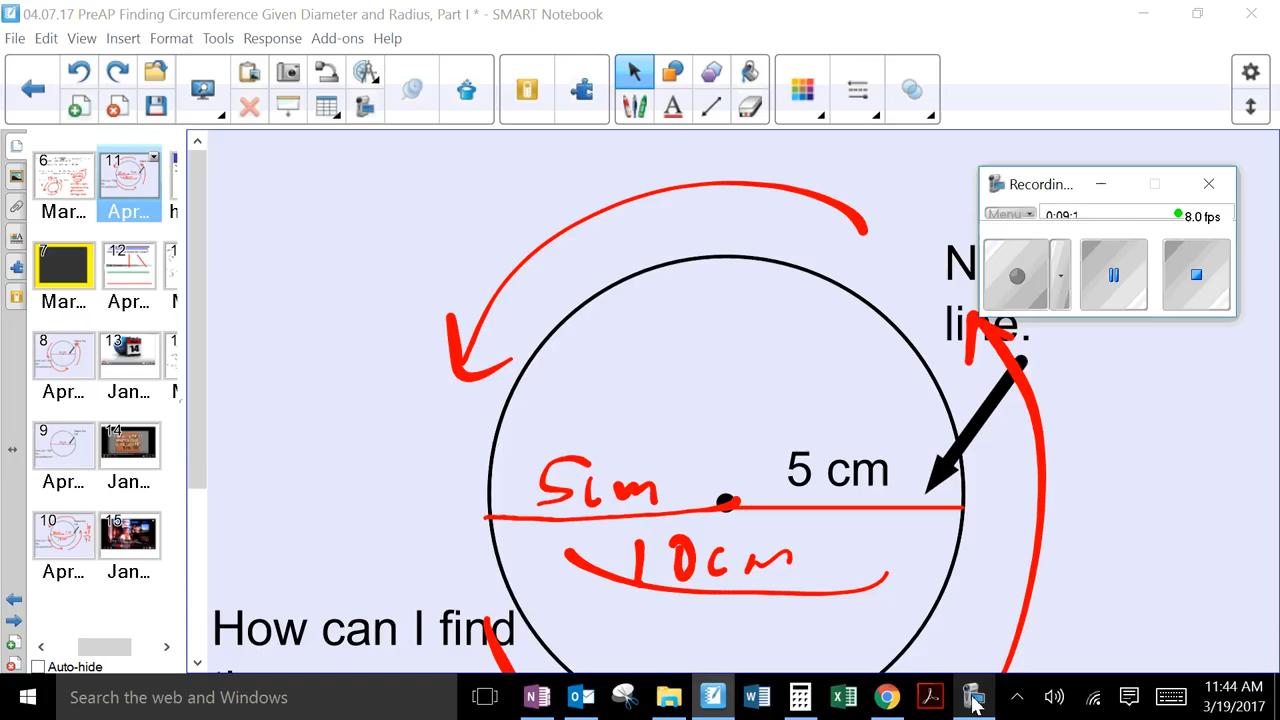 04.07.17 PreAP Finding Circumference Given Diameter and Radius, Part I * - SMART Notebook
File Edit View Insert Format Tools Response Add-ons Help
6
11
Mar...
Apr...
h
7
12
Mar...
Apr...
8
13
Apr...
Jan...
9
14
Apr...
Jan...
10
15
Apr...
Jan...
Auto-hide
Recordin...
Menu
0:09:1
8.0 fps
N
line.
5 cm
5cm
10cm
How can I find
Search the web and Windows
11:44 AM
3/19/2017